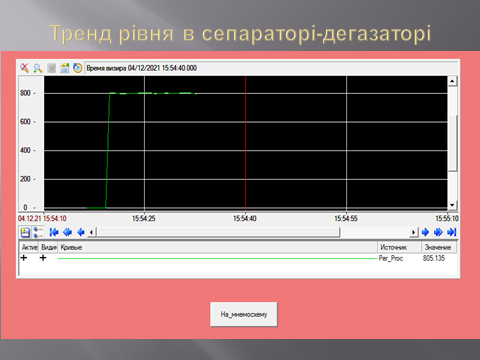 Тренд рівня в сепараторі-дегазаторі
Время визира 04/12/2021 15:54:40.000
800
600
400
200
0
04.12.21 15:54:10 15:54:25 15:54:40 15:54:55 15:55:10
Актив Види Кривые Источник Значение
Per_Proc 805.135
На_мнемосхему